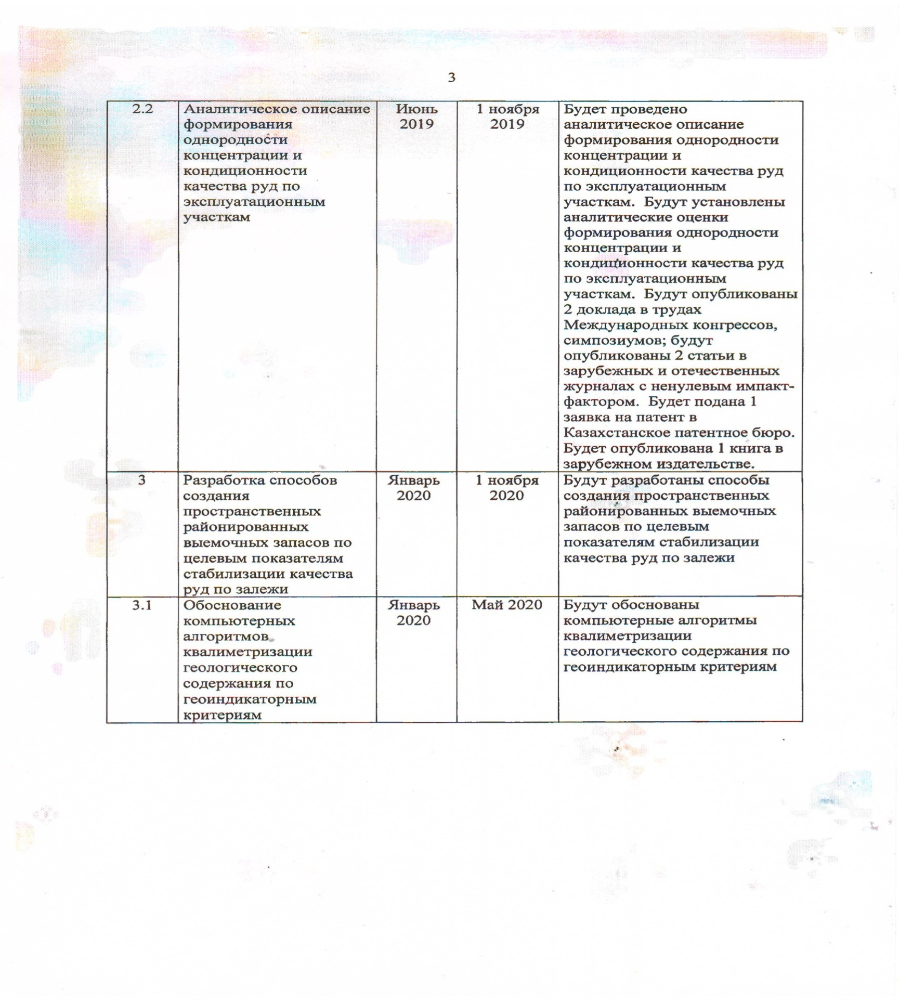 3
2.2
Аналитическое описание
формирования
однородности
концентрации и
кондиционности
качества руд по
эксплуатационным
участкам
Июнь
2019
1 ноября
2019
Будет проведено
аналитическое описание
формирования однородности
концентрации и
кондиционности качества руд
по эксплуатационным
участкам. Будут установлены
аналитические оценки
формирования однородности
концентрации и
кондиционности качества руд
по эксплуатационным
участкам. Будут опубликованы
2 доклада в трудах
Международных конгрессов,
симпозиумов; будут
опубликованы 2 статьи в
зарубежных и отечественных
журналах с ненулевым импакт-
фактором. Будет подана 1
заявка на патент в
Казахстанское патентное бюро.
Будет опубликована 1 книга в
зарубежном издательстве.
3
Разработка способов
создания
пространственных
районированных
выемочных запасов по
целевым показателям
стабилизации качества
руд по залежи
Январь
2020
1 ноября
2020
Будут разработаны способы
создания пространственных
районированных выемочных
запасов по целевым
показателям стабилизации
качества руд по залежи
3.1
Обоснование
компьютерных
алгоритмов
квалиметризации
геологического
содержания по
геоиндикаторным
критериям
Январь
2020
Май 2020
Будут обоснованы
компьютерные алгоритмы
квалиметризации
геологического содержания по
геоиндикаторным критериям